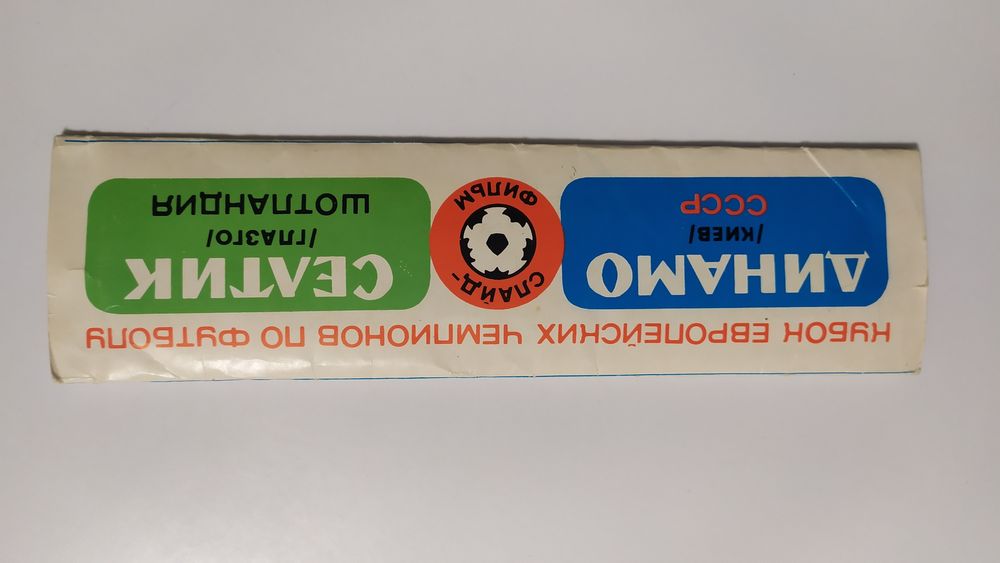 КУБОК ЕВРОПЕЙСКИХ ЧЕМПИОНОВ ПО ФУТБОЛУ
ДИНАМО
/КИЕВ/
СССР
СЛАЙД-
ФИЛЬМ
СЕЛТИК
/ГЛАЗГО/
ШОТЛАНДИЯ